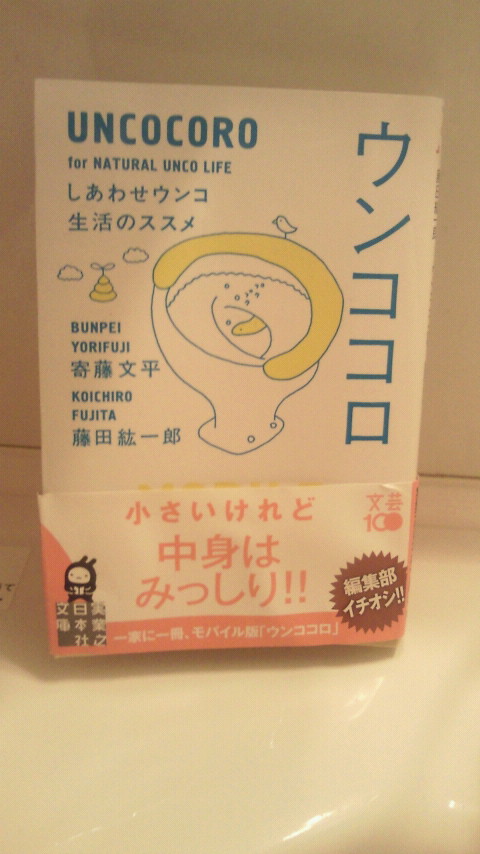 UNCOCORO
for NATURAL UNCO LIFE
しあわせウンコ
生活のススメ
ウンココロ
BUNPEI
YORIFUJI
寄藤文平
KOICHIRO
FUJITA
藤田紘一郎
小さいけれど
中身は
みっしり!!
文芸
100
編集部
イチオシ!!
実業之
日本社
文庫
一家に一冊、モバイル版「ウンココロ」